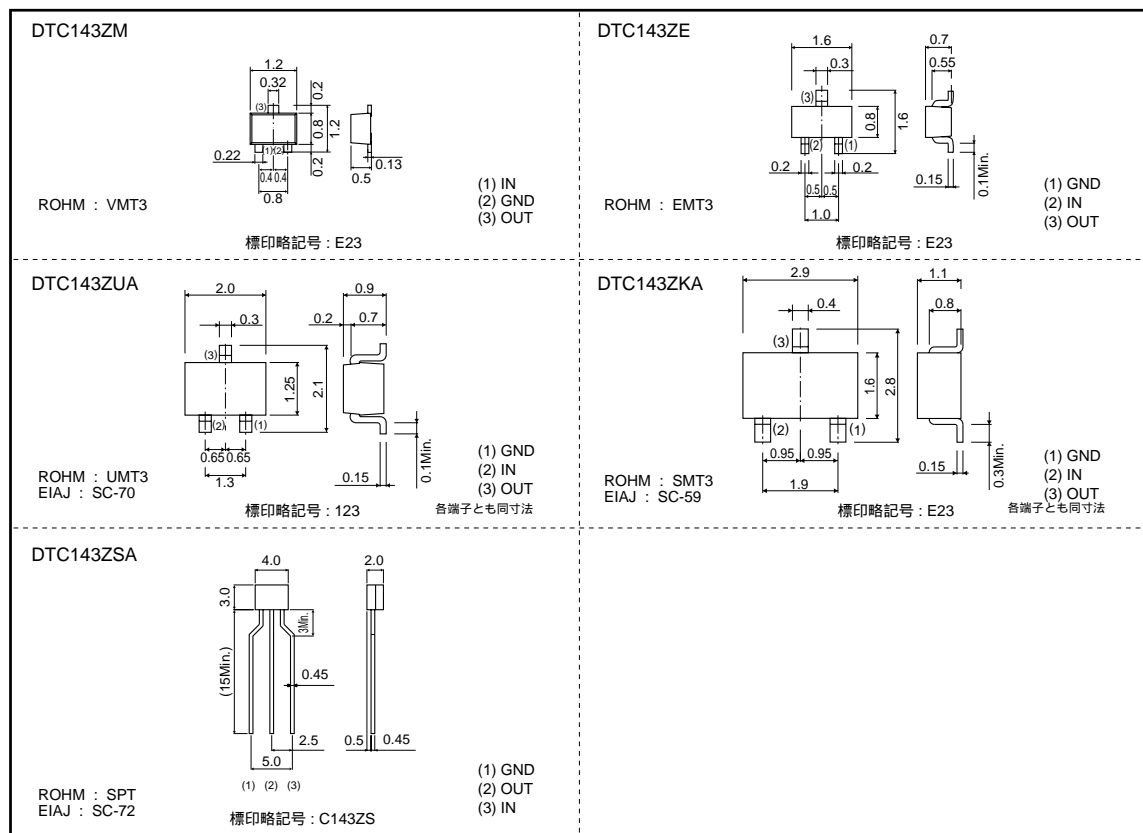 DTC143ZM
1.2
0.32
0.2
(3)
0.8
1.2
(1)(2)
0.22
0.2
0.13
0.4 0.4
0.5
0.8
(1) IN
(2) GND
(3) OUT
ROHM : VMT3
標印略記号 : E23
DTC143ZE
1.6
0.7
0.3
0.55
(3)
0.8
1.6
(2)
(1)
0.2
0.2
0.15
0.1Min.
0.5 0.5
1.0
(1) GND
(2) IN
(3) OUT
ROHM : EMT3
標印略記号 : E23
DTC143ZUA
2.0
0.9
0.3
0.2
0.7
(3)
1.25
2.1
(2)
(1)
0.65 0.65
0.15
0.1Min.
1.3
(1) GND
(2) IN
(3) OUT
ROHM : UMT3
EIAJ : SC-70
標印略記号 : 123
各端子とも同寸法
DTC143ZKA
2.9
1.1
0.4
0.8
(3)
1.6
2.8
(2)
(1)
0.95
0.95
0.15
0.3Min.
1.9
(1) GND
(2) IN
(3) OUT
ROHM : SMT3
EIAJ : SC-59
標印略記号 : E23
各端子とも同寸法
DTC143ZSA
4.0
2.0
3.0
3Min.
(15Min.)
0.45
2.5
0.5
0.45
5.0
(1) (2) (3)
(1) GND
(2) OUT
(3) IN
ROHM : SPT
EIAJ : SC-72
標印略記号 : C143ZS